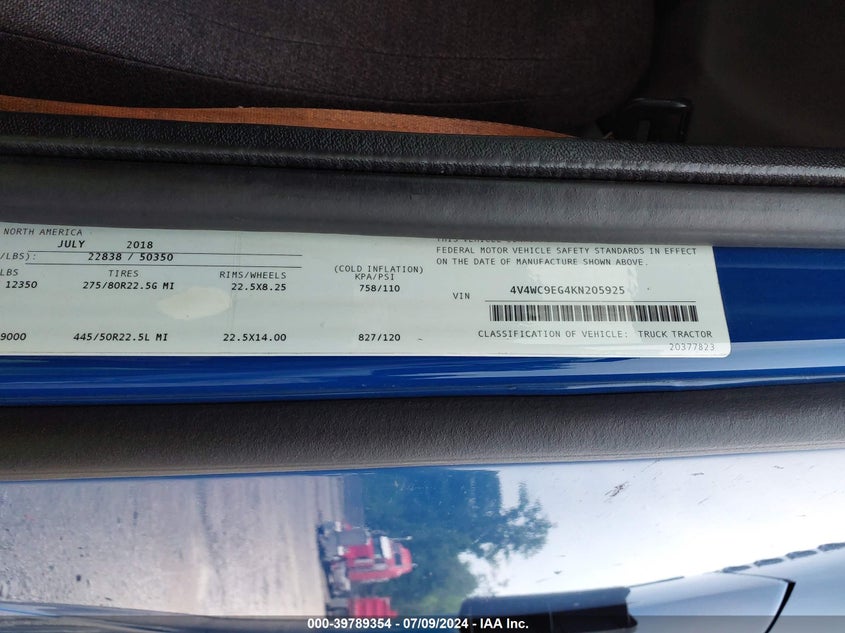 NORTH AMERICA
JULY 2018
/LBS): 22838 / 50350
LBS TIRES RIMS/WHEELS (COLD INFLATION) KPA/PSI
12350 275/80R22.5G MI 22.5X8.25 758/110
9000 445/50R22.5L MI 22.5X14.00 827/120
THIS VEHICLE
FEDERAL MOTOR VEHICLE SAFETY STANDARDS IN EFFECT
ON THE DATE OF MANUFACTURE SHOWN ABOVE.
VIN 4V4WC9EG4KN205925
CLASSIFICATION OF VEHICLE: TRUCK TRACTOR
20377823
000-39789354 / 07/09/2024 / IAA Inc.